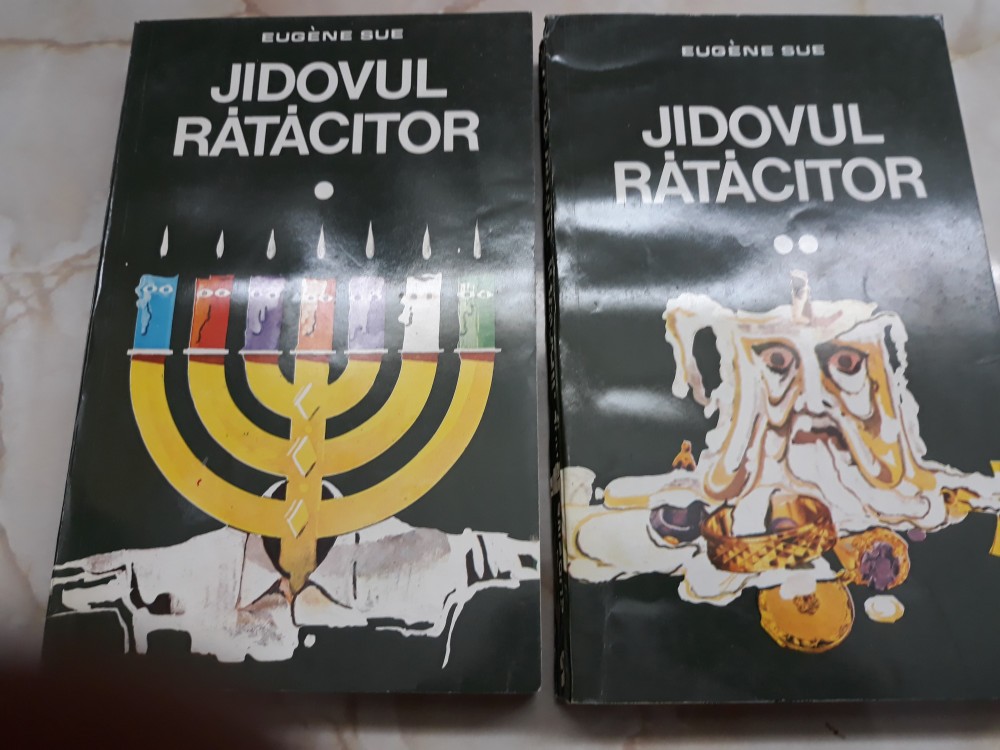 EUGÈNE SUE
JIDOVUL
RĂTĂCITOR
EUGÈNE SUE
JIDOVUL
RĂTĂCITOR